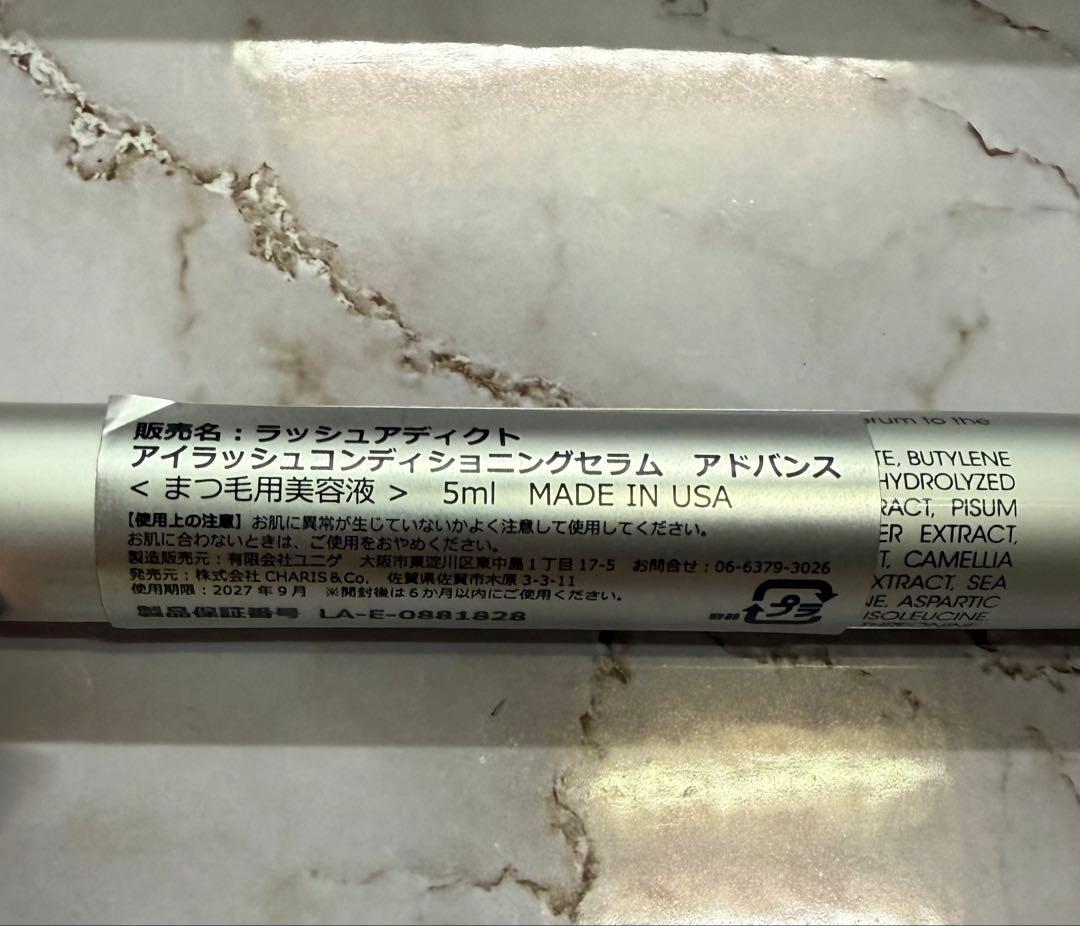 販売名：ラッシュアディクト
アイラッシュコンディショニングセラム　アドバンス
＜まつ毛用美容液＞　5ml　MADE IN USA
【使用上の注意】お肌に異常が生じていないかよく注意して使用してください。
お肌に合わないときは、ご使用をおやめください。
製造販売元：有限会社ユニゲ　大阪市東淀川区東中島1丁目17-5　お問合せ：06-6379-3026
発売元：株式会社 CHARIS＆Co.　佐賀県佐賀市木原 3-3-11
使用期限：2027年9月　※開封後は6か月以内にご使用ください。
製品保証番号　LA-E-0881828
容器 プラ
rum to the
TE, BUTYLENE
HYDROLYZED
RACT, PISUM
ER EXTRACT,
T, CAMELLIA
XTRACT, SEA
NE, ASPARTIC
ISOLEUCINE,